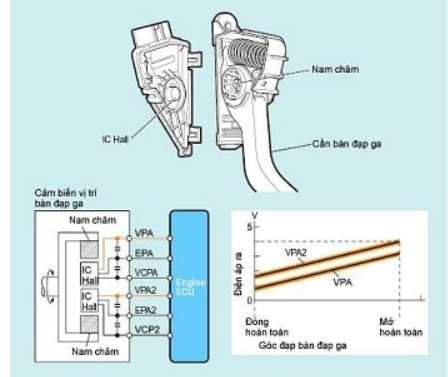 Nam châm
IC Hall
Cần bàn đạp ga
Cảm biến vị trí
bàn đạp ga
Nam châm
IC
Hall
IC
Hall
Nam châm
VPA
EPA
VCPA
VPA2
EPA2
VCP2
Engine
ECU
V
5
Điện áp ra
0
VPA2
VPA
Đóng
hoàn toàn
Mở
hoàn toàn
Góc đạp bàn đạp ga